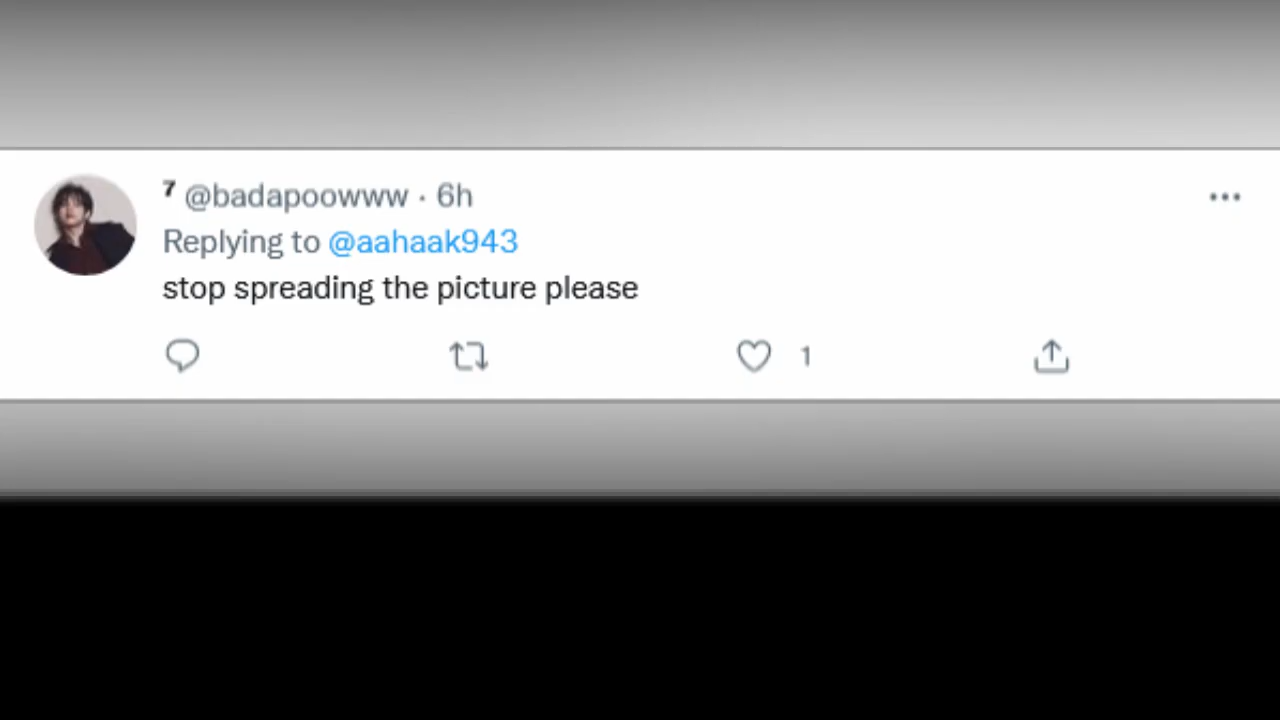 ⁷ @badapoowww · 6h
Replying to @aahaak943
stop spreading the picture please
1